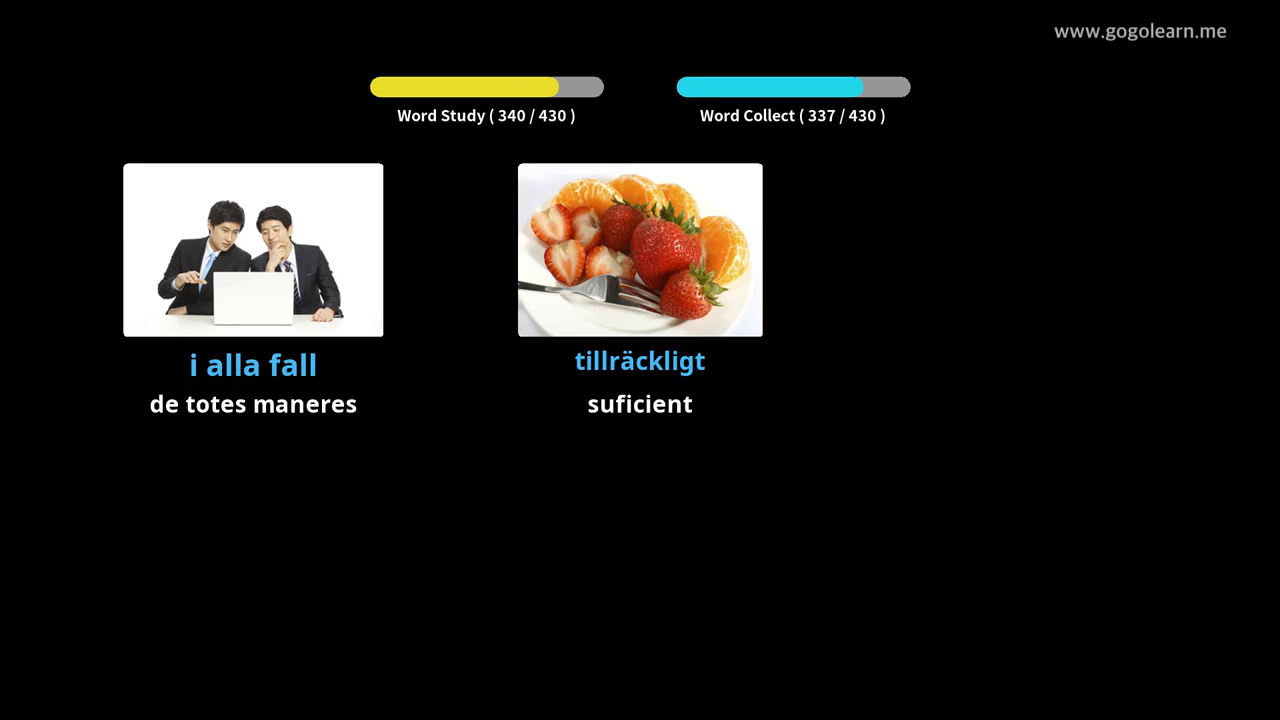 www.gogolearn.me
Word Study ( 340 / 430 )
Word Collect ( 337 / 430 )
i alla fall
de totes maneres
tillräckligt
suficient